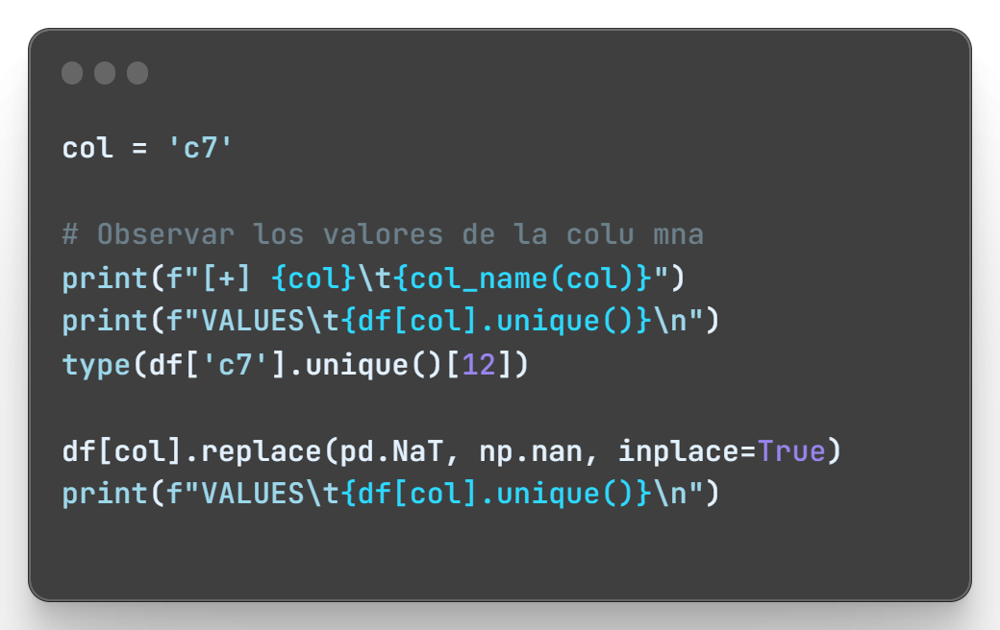 col = 'c7'
# Observar los valores de la colu mna
print(f"[+] {col}\t{col_name(col)}")
print(f"VALUES\t{df[col].unique()}\n")
type(df['c7'].unique()[12])
df[col].replace(pd.NaT, np.nan, inplace=True)
print(f"VALUES\t{df[col].unique()}\n")